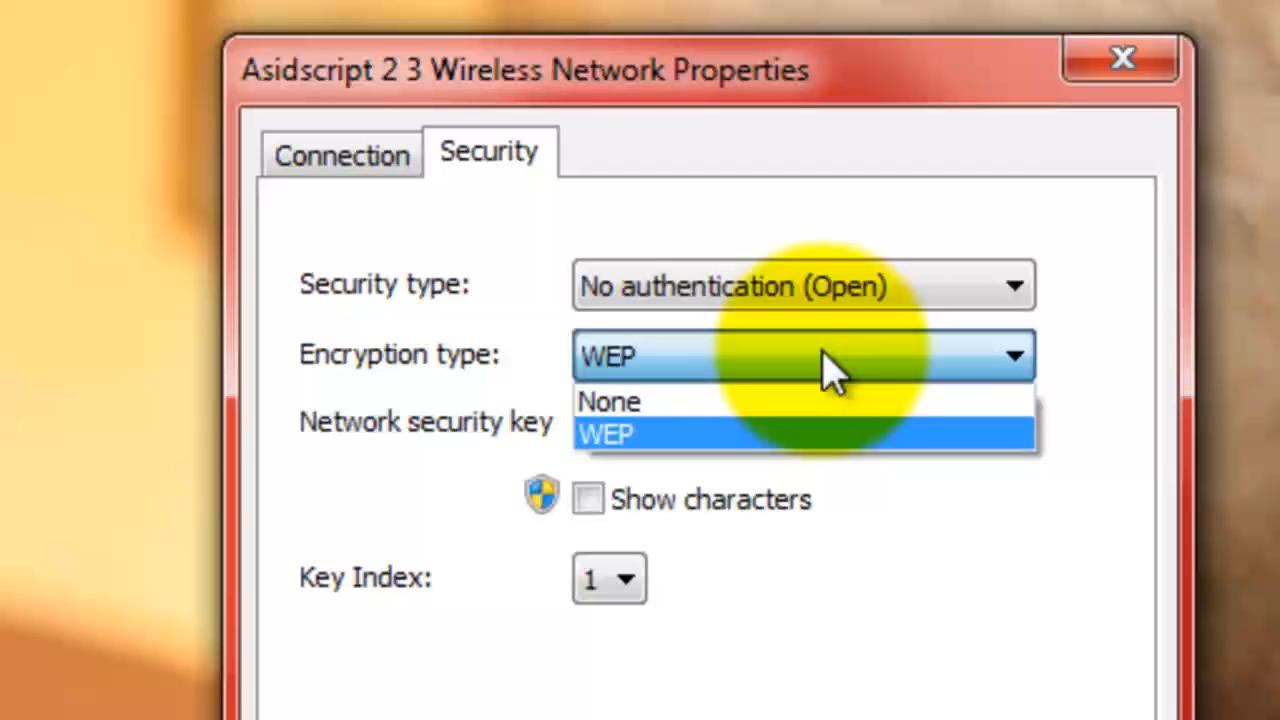 Asidscript 2 3 Wireless Network Properties
Connection Security
Security type: No authentication (Open)
Encryption type: WEP
None
Network security key
WEP
Show characters
Key Index: 1